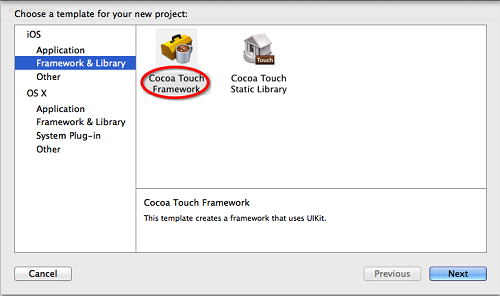 Choose a template for your new project:
iOS
Application
Framework & Library
Other
OS X
Application
Framework & Library
System Plug-in
Other
Cocoa Touch
Framework
Touch
Cocoa Touch
Static Library
Cocoa Touch Framework
This template creates a framework that uses UIKit.
Cancel
Previous
Next